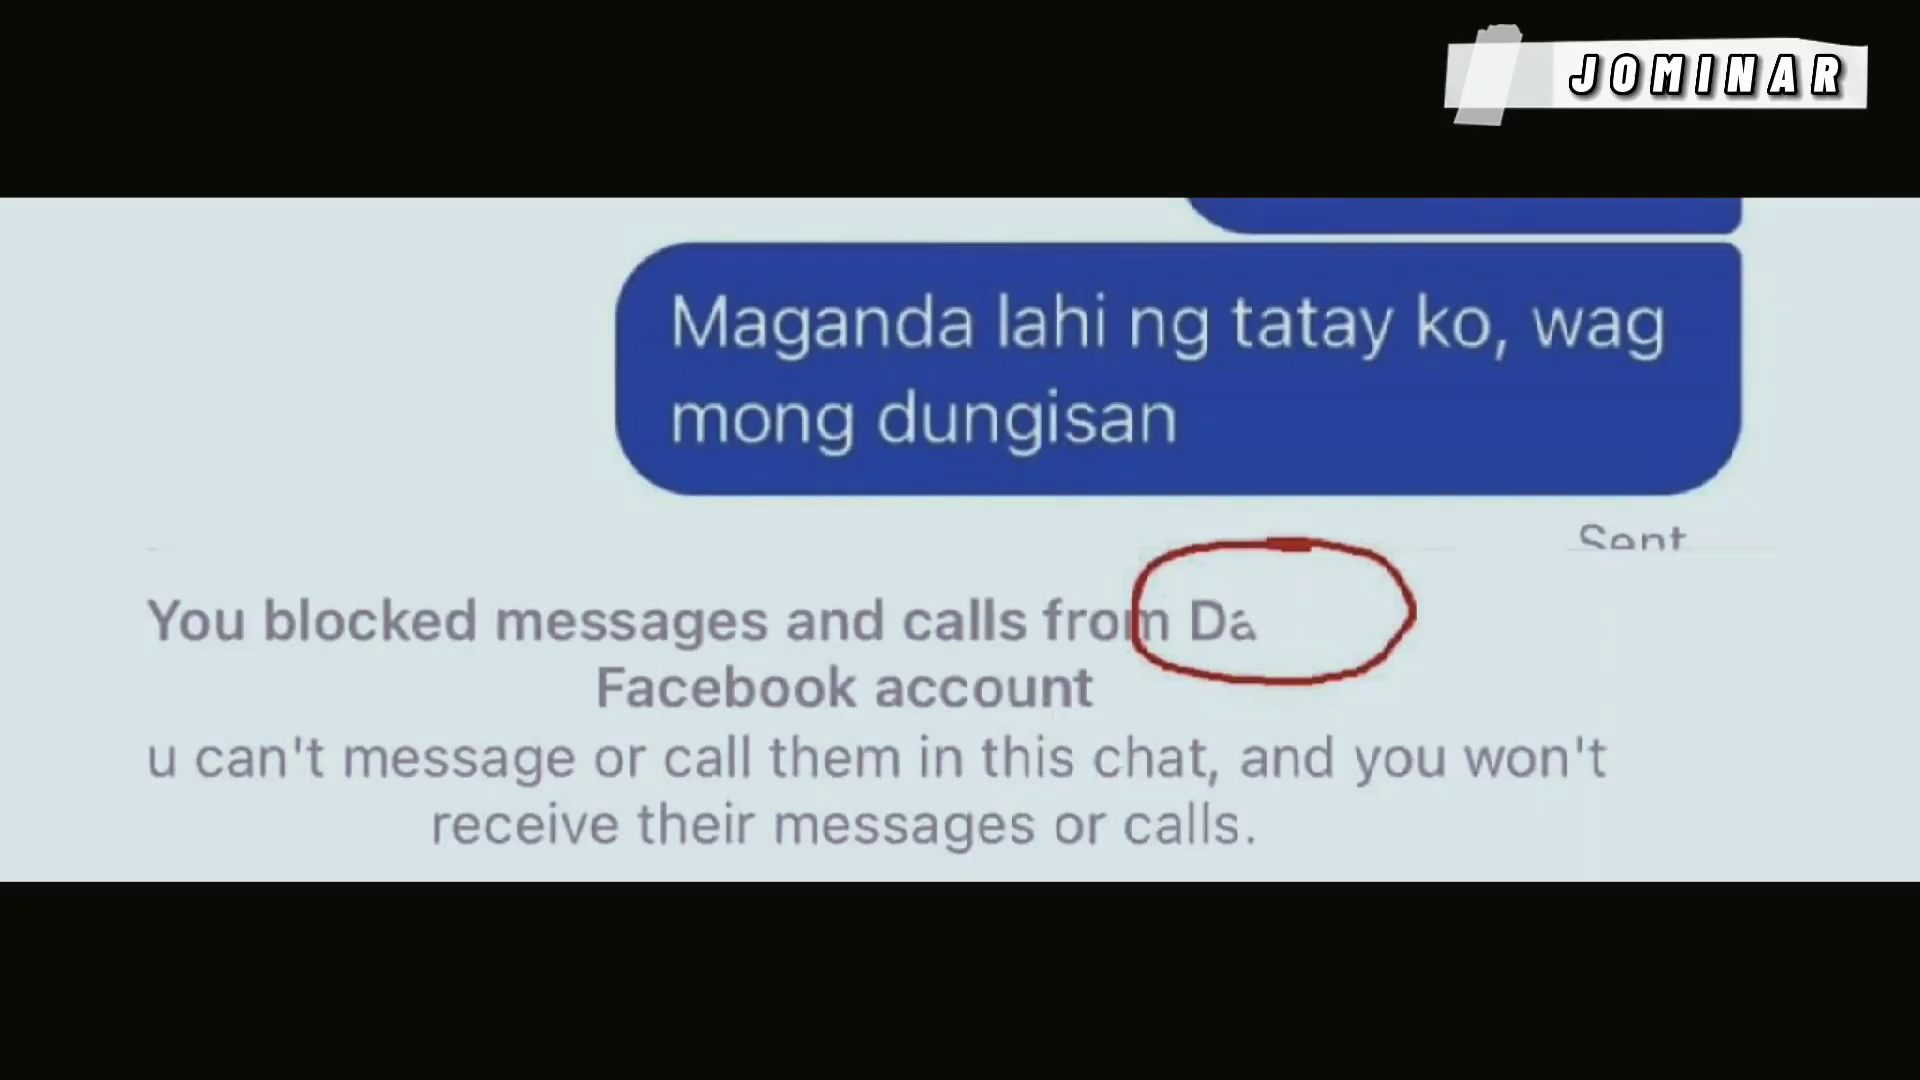 JOMINAR
Maganda lahi ng tatay ko, wag
mong dungisan
Sent
You blocked messages and calls from Da
Facebook account
u can't message or call them in this chat, and you won't
receive their messages or calls.